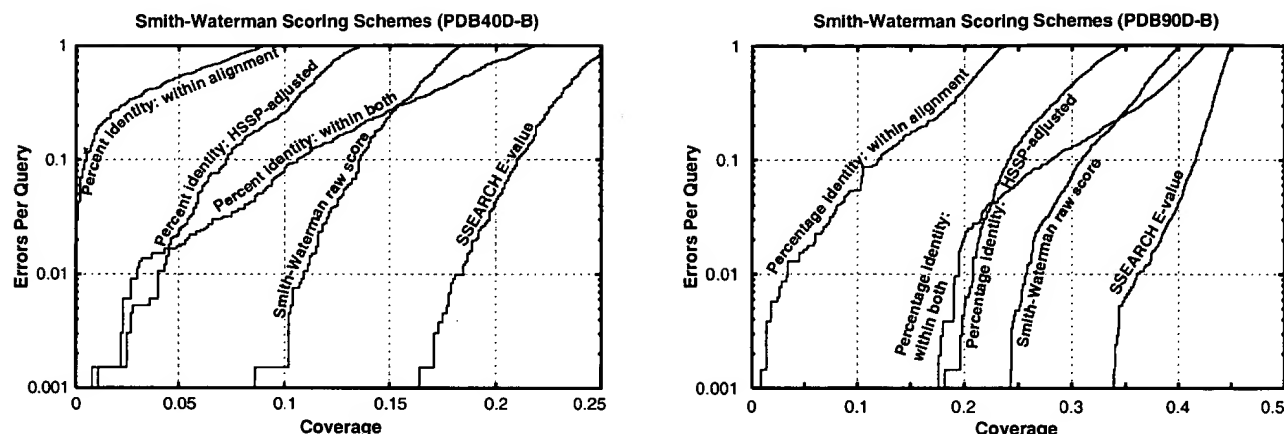 Smith-Waterman Scoring Schemes (PDB40D-B)
1
0.1
0.01
0.001
Errors Per Query
Percent identity: within alignment
Percent identity: HSSP-adjusted
Percent identity: within both
Smith-Waterman raw score
SSEARCH E-value
0
0.05
0.1
0.15
0.2
0.25
Coverage
Smith-Waterman Scoring Schemes (PDB90D-B)
1
0.1
0.01
0.001
Errors Per Query
Percentage identity: within alignment
Percentage identity:
within both
Percentage identity: HSSP-adjusted
Smith-Waterman raw score
SSEARCH E-value
0
0.1
0.2
0.3
0.4
0.5
Coverage